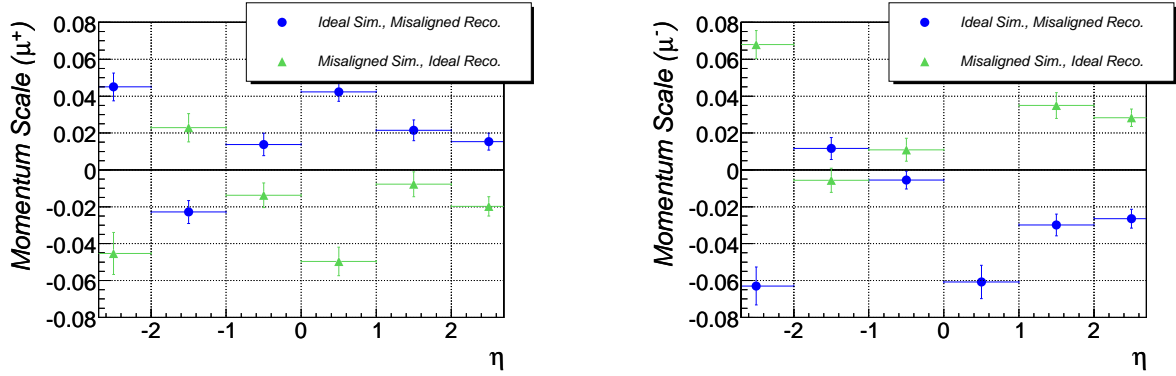 Ideal Sim., Misaligned Reco.
Misaligned Sim., Ideal Reco.
Momentum Scale (μ⁺)
0.08
0.06
0.04
0.02
0
-0.02
-0.04
-0.06
-0.08
-2 -1 0 1 2
η
Ideal Sim., Misaligned Reco.
Misaligned Sim., Ideal Reco.
Momentum Scale (μ⁻)
0.08
0.06
0.04
0.02
0
-0.02
-0.04
-0.06
-0.08
-2 -1 0 1 2
η